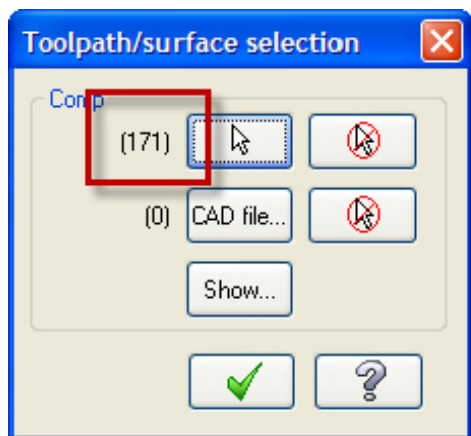 Toolpath/surface selection
Comp
(171)
(0) CAD file...
Show...